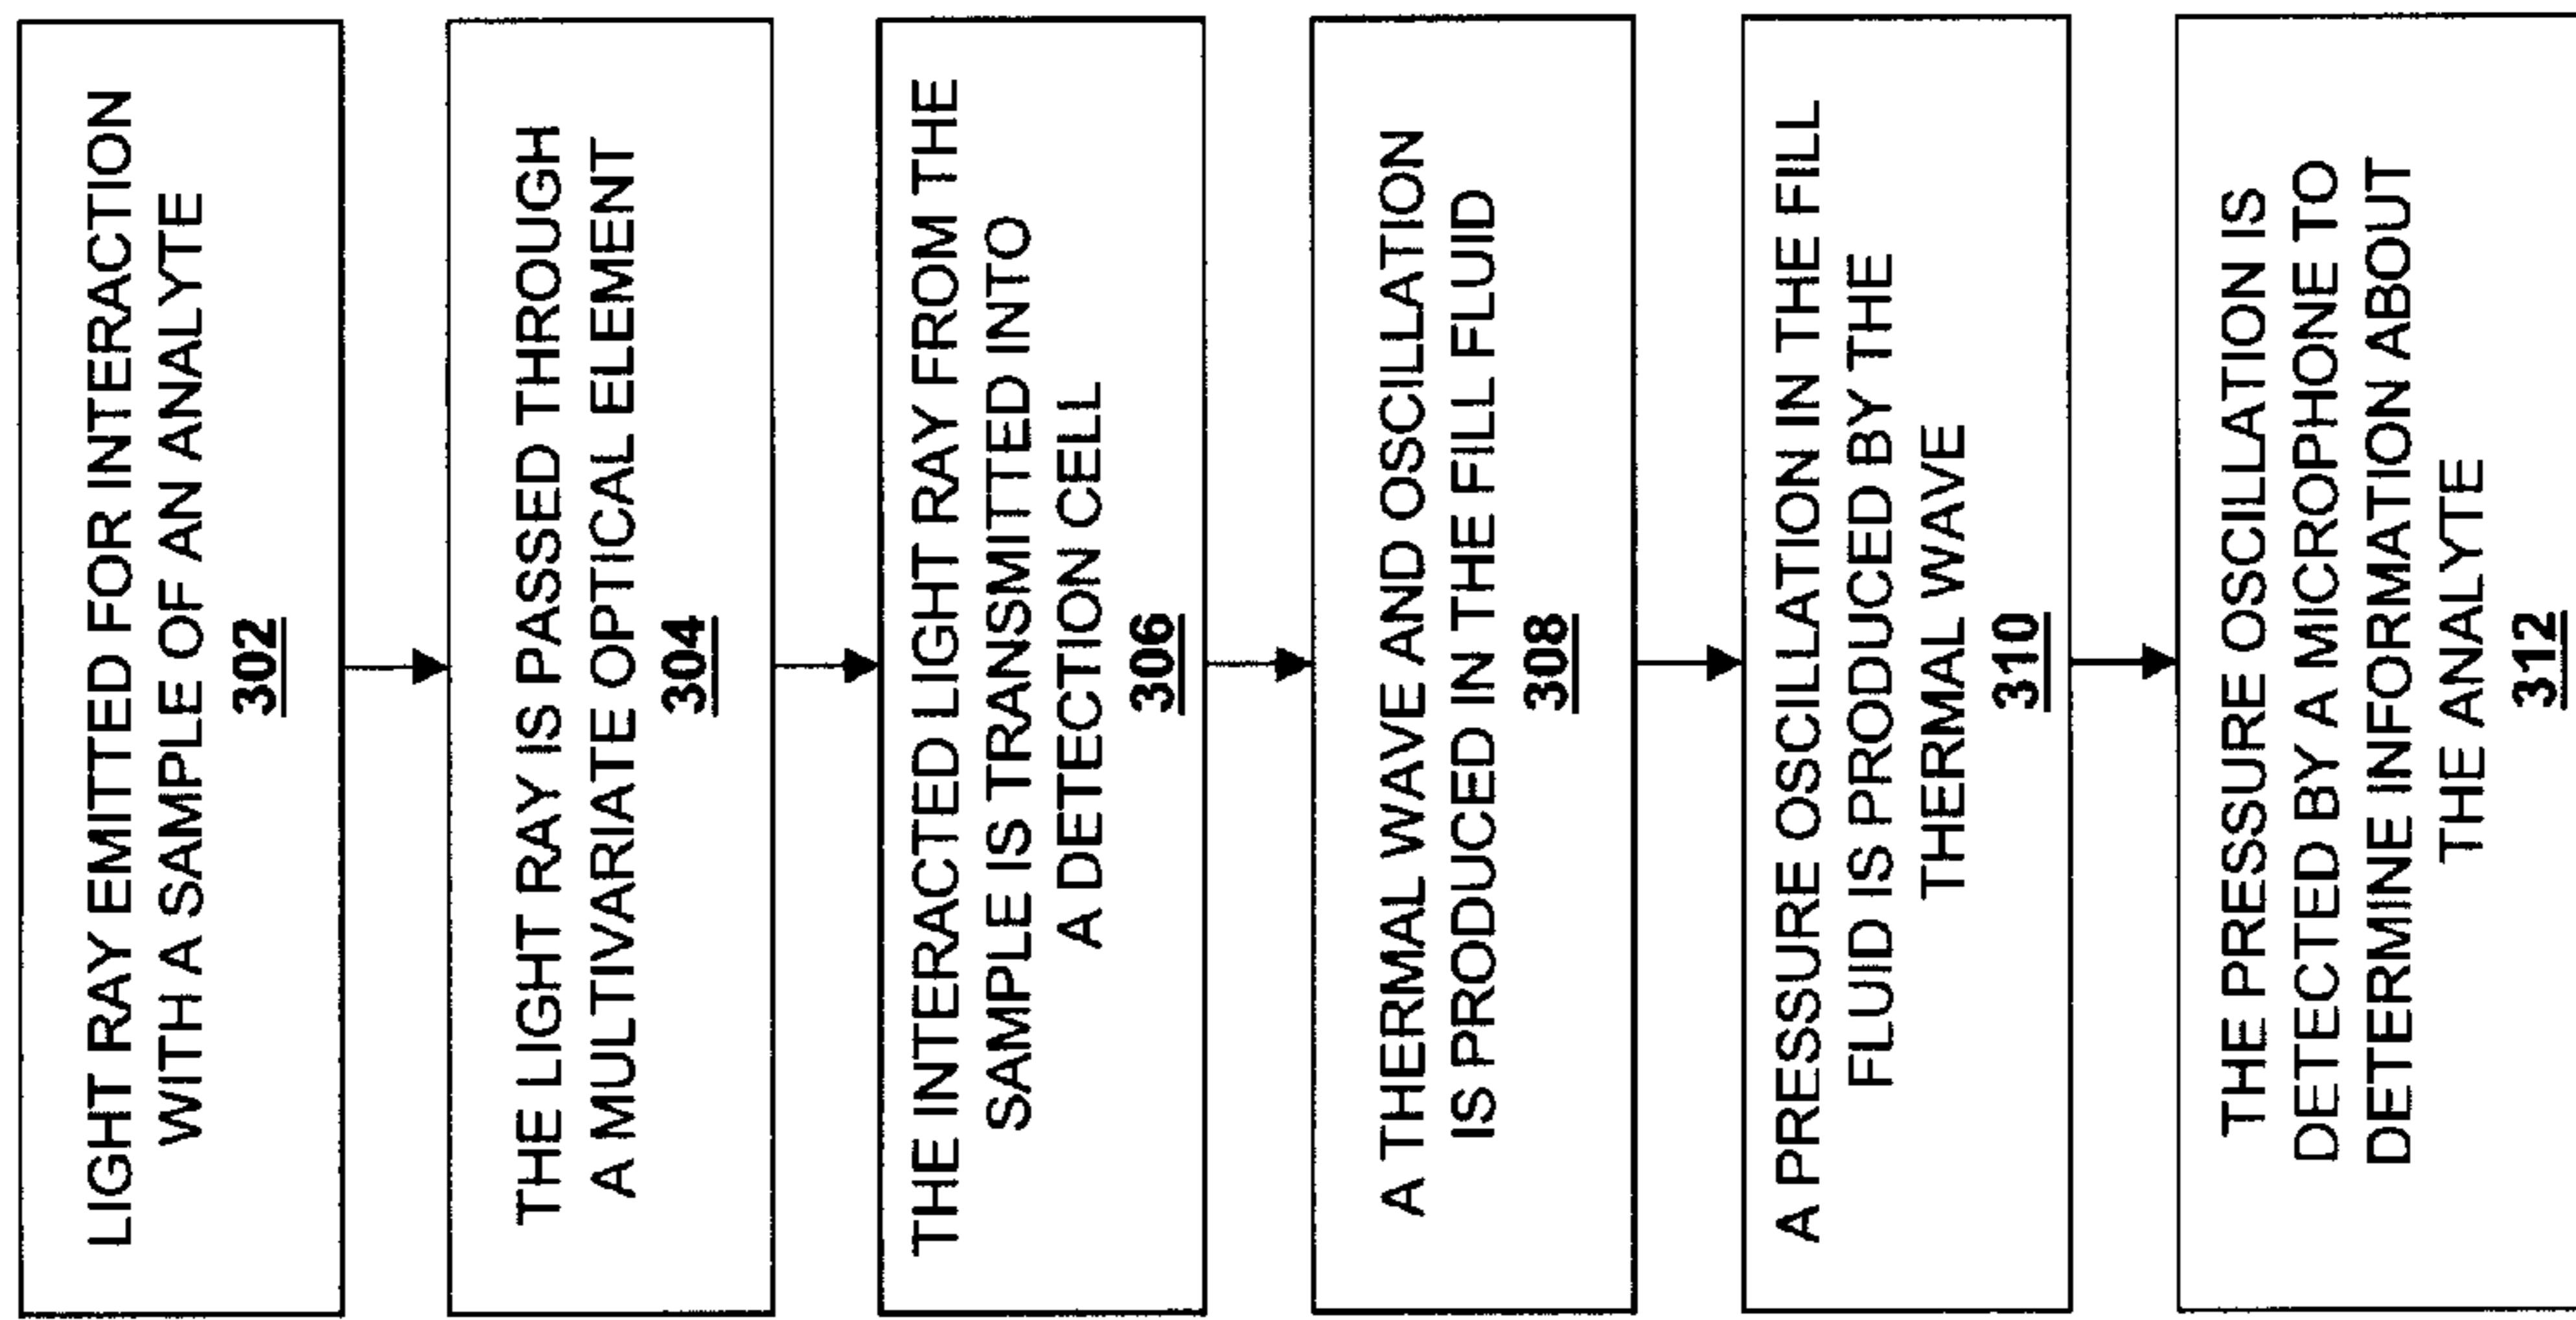 LIGHT RAY EMITTED FOR INTERACTION
WITH A SAMPLE OF AN ANALYTE
302
THE LIGHT RAY IS PASSED THROUGH
A MULTIVARIATE OPTICAL ELEMENT
304
THE INTERACTED LIGHT RAY FROM THE
SAMPLE IS TRANSMITTED INTO
A DETECTION CELL
306
A THERMAL WAVE AND OSCILLATION
IS PRODUCED IN THE FILL FLUID
308
A PRESSURE OSCILLATION IN THE FILL
FLUID IS PRODUCED BY THE
THERMAL WAVE
310
THE PRESSURE OSCILLATION IS
DETECTED BY A MICROPHONE TO
DETERMINE INFORMATION ABOUT
THE ANALYTE
312